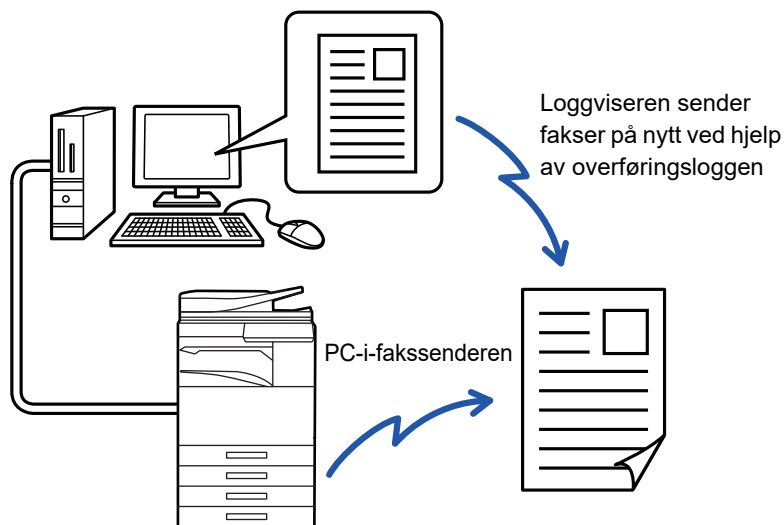 Loggviseren sender
fakser på nytt ved hjelp
av overføringsloggen
PC-i-fakssenderen